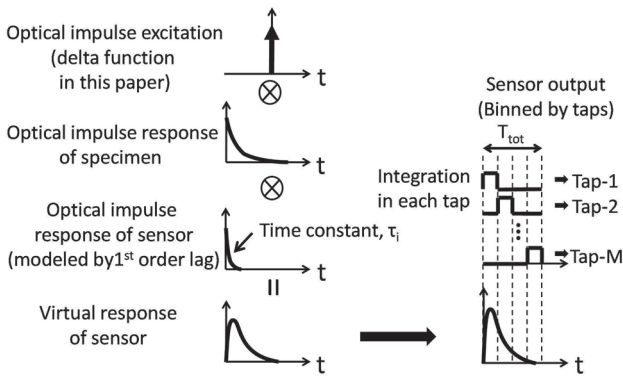 Optical impulse excitation
(delta function
in this paper)
t
Optical impulse response
of specimen
t
Optical impulse
response of sensor
(modeled by1st order lag)
Time constant, τi
t
Virtual response
of sensor
t
Sensor output
(Binned by taps)
Ttot
Integration
in each tap
Tap-1
Tap-2
Tap-M
t